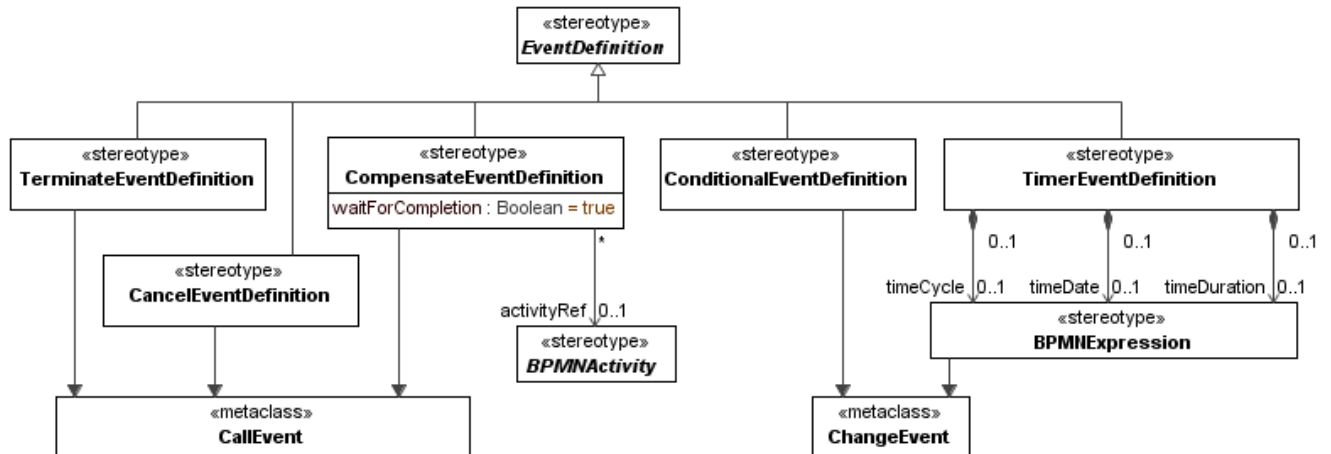 «stereotype»
EventDefinition
«stereotype»
TerminateEventDefinition
«stereotype»
CompensateEventDefinition
waitForCompletion : Boolean = true
«stereotype»
ConditionalEventDefinition
«stereotype»
TimerEventDefinition
«stereotype»
CancelEventDefinition
*
activityRef 0..1
0..1
0..1
0..1
timeCycle 0..1
timeDate 0..1
timeDuration 0..1
«stereotype»
BPMNActivity
«stereotype»
BPMNExpression
«metaclass»
CallEvent
«metaclass»
ChangeEvent